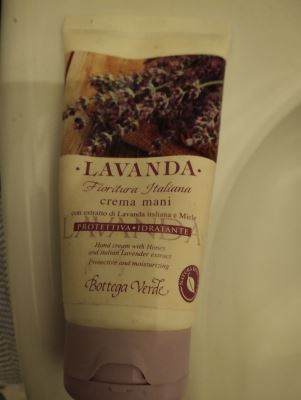 ·LAVANDA·
Fioritura Italiana
crema mani
con estratto di Lavanda italiana e Miele
LAVANDA
PROTETTIVA•IDRATANTE
Hand cream with Honey
and italian Lavender extract
Protective and moisturizing
Bottega Verde